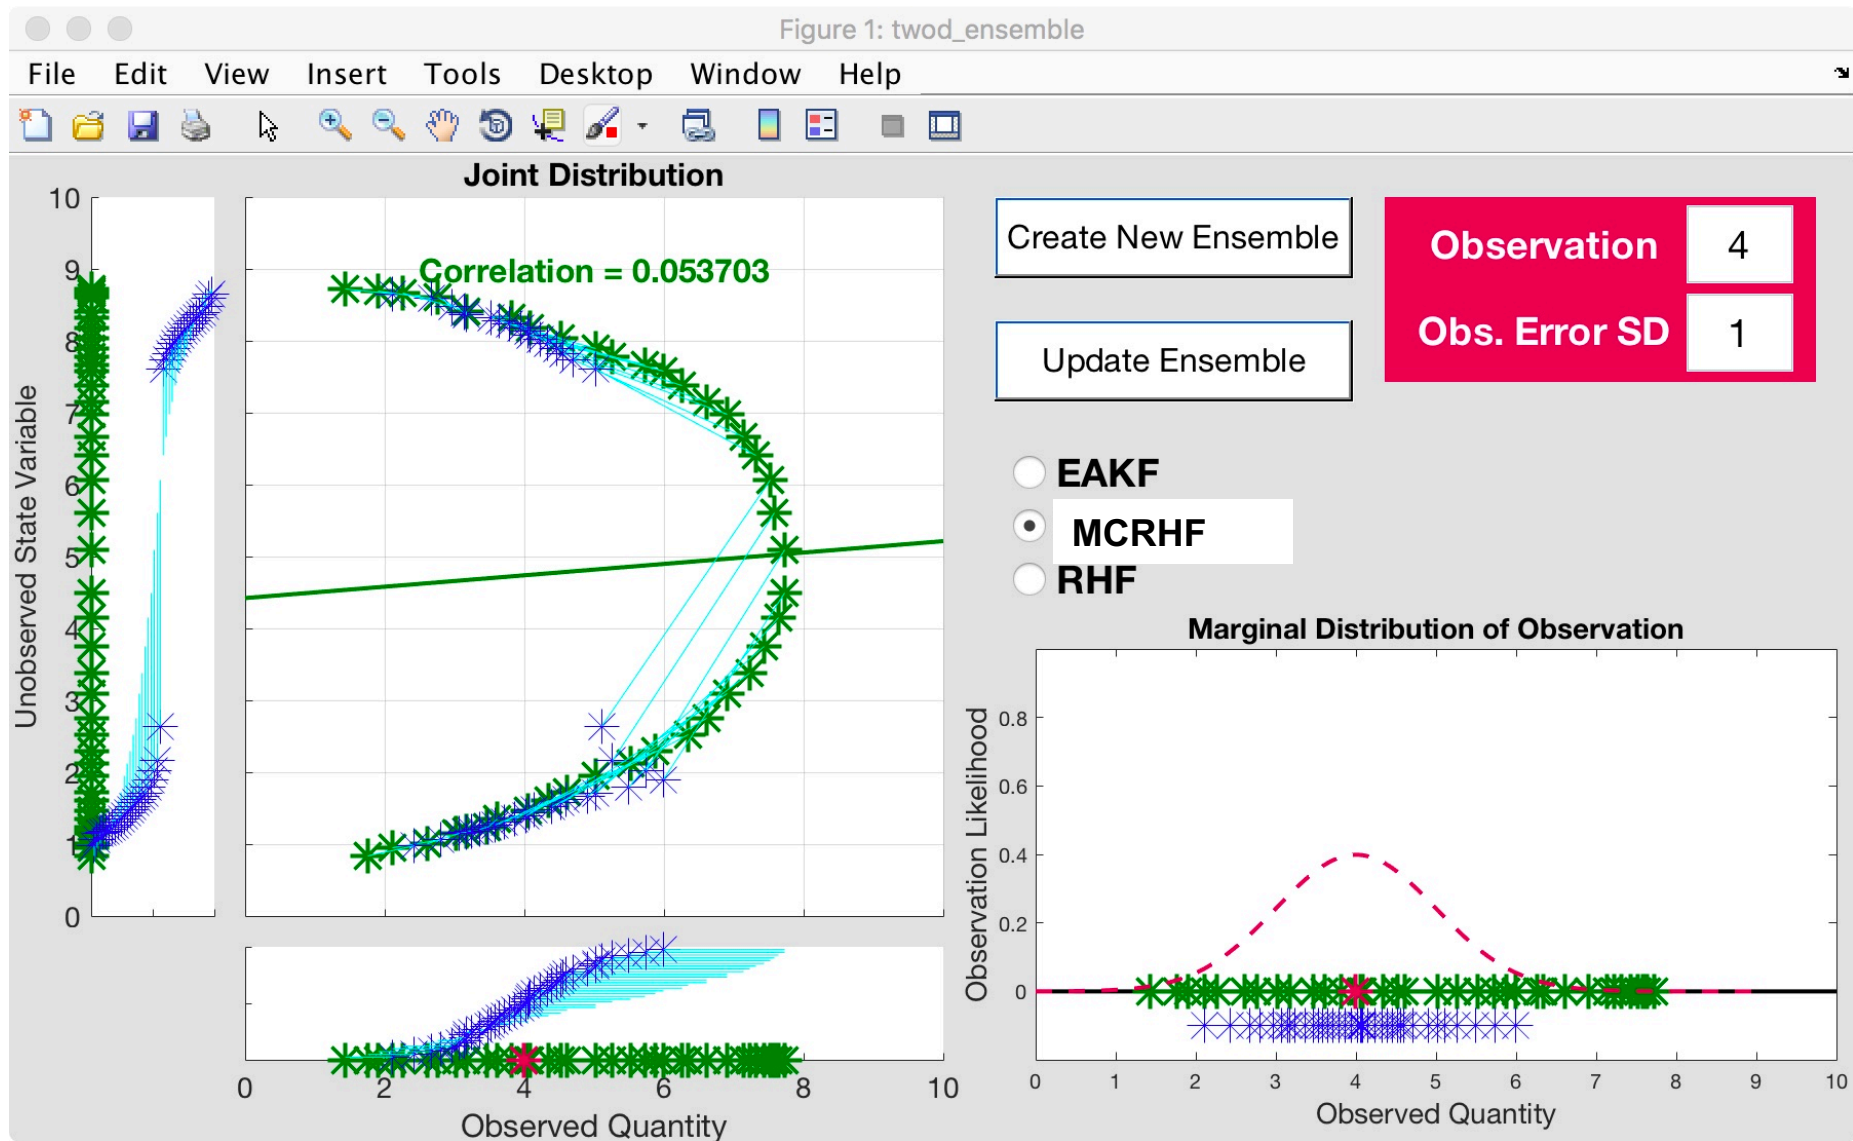 Figure 1: twod_ensemble
File Edit View Insert Tools Desktop Window Help
Joint Distribution
Correlation = 0.053703
Unobserved State Variable
10
9
8
7
6
5
4
3
2
1
0
0 2 4 6 8 10
Observed Quantity
Create New Ensemble
Update Ensemble
Observation 4
Obs. Error SD 1
EAKF
MCRHF
RHF
Marginal Distribution of Observation
Observation Likelihood
0.8
0.6
0.4
0.2
0
0 1 2 3 4 5 6 7 8 9 10
Observed Quantity